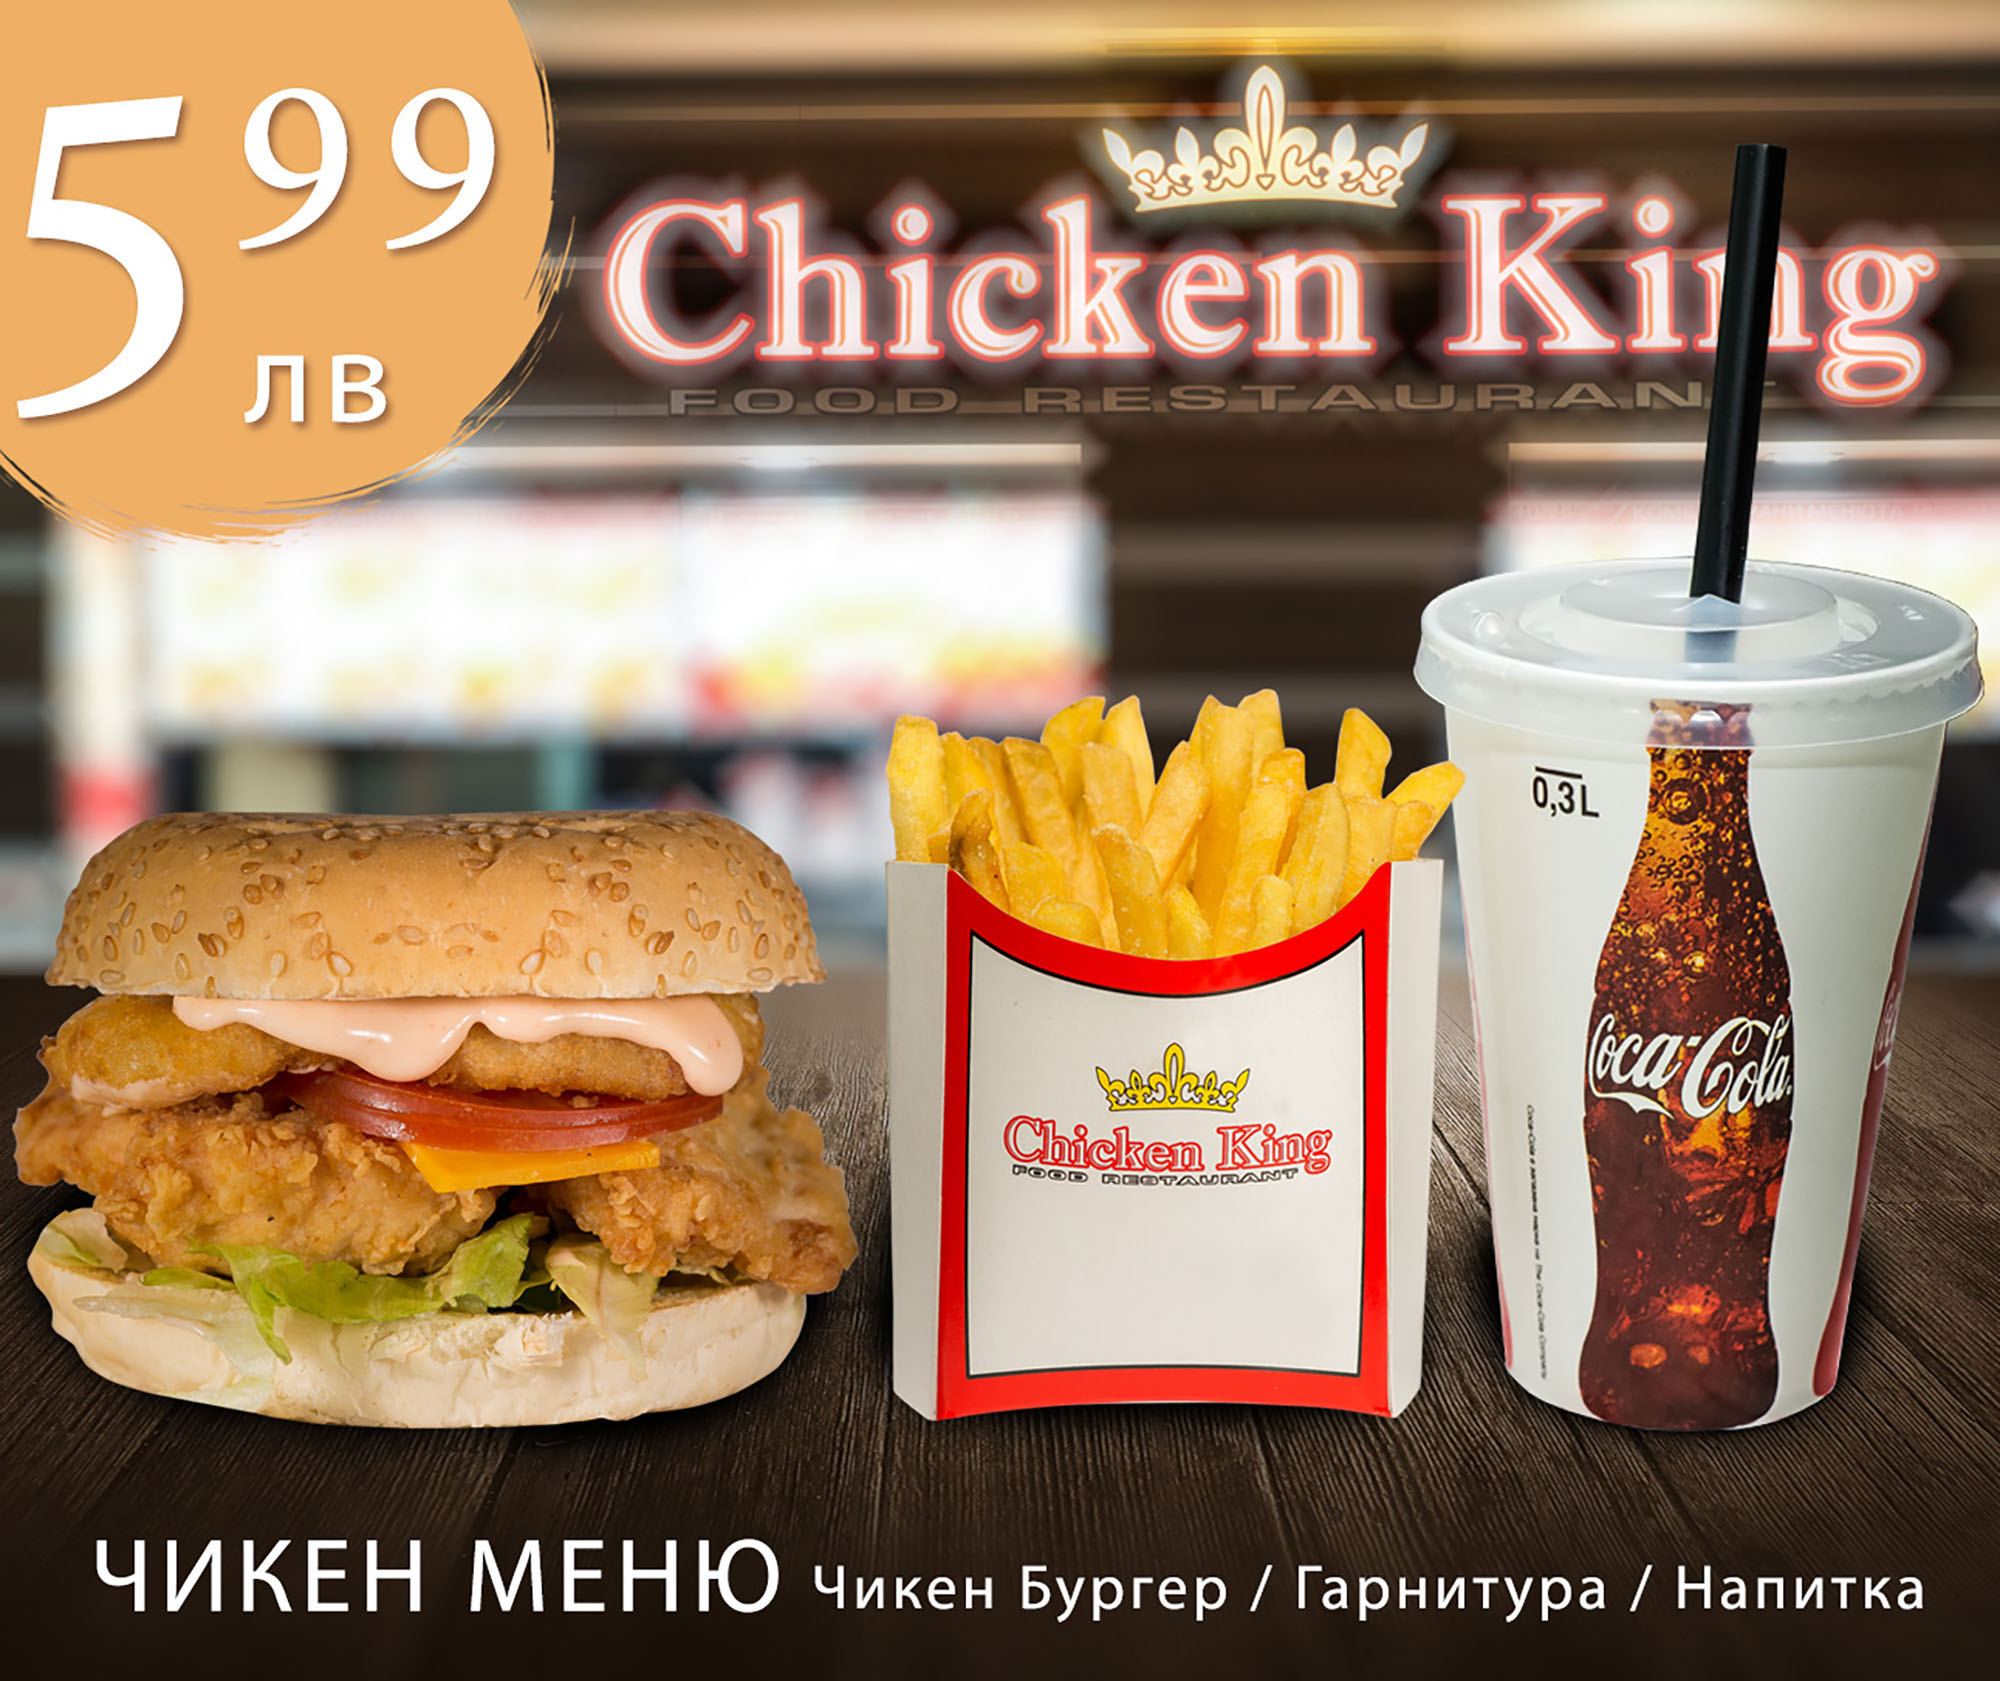 5 99
лв
Chicken King
FOOD RESTAURANT
0,3L
Coca-Cola
Chicken King
FOOD RESTAURANT
ЧИКЕН МЕНЮ Чикен Бургер / Гарнитура / Напитка